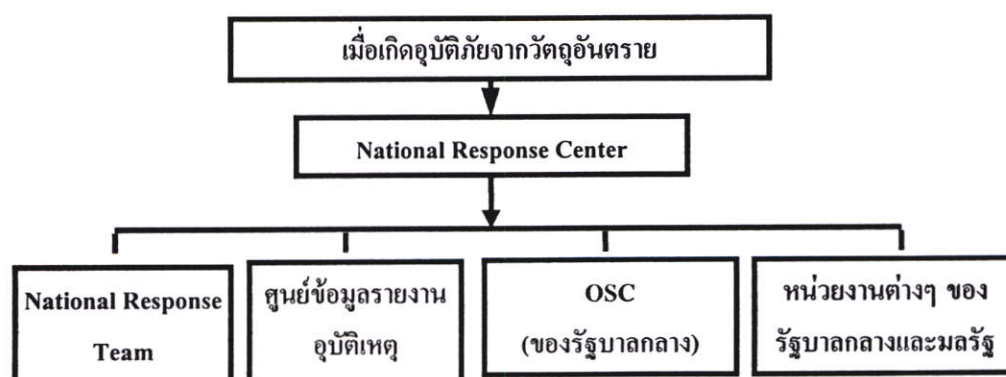 เมื่อเกิดอุบัติภัยจากวัตถุอันตราย
National Response Center
National Response
Team
ศูนย์ข้อมูลรายงาน
อุบัติเหตุ
OSC
(ของรัฐบาลกลาง)
หน่วยงานต่างๆ ของ
รัฐบาลกลางและมลรัฐ